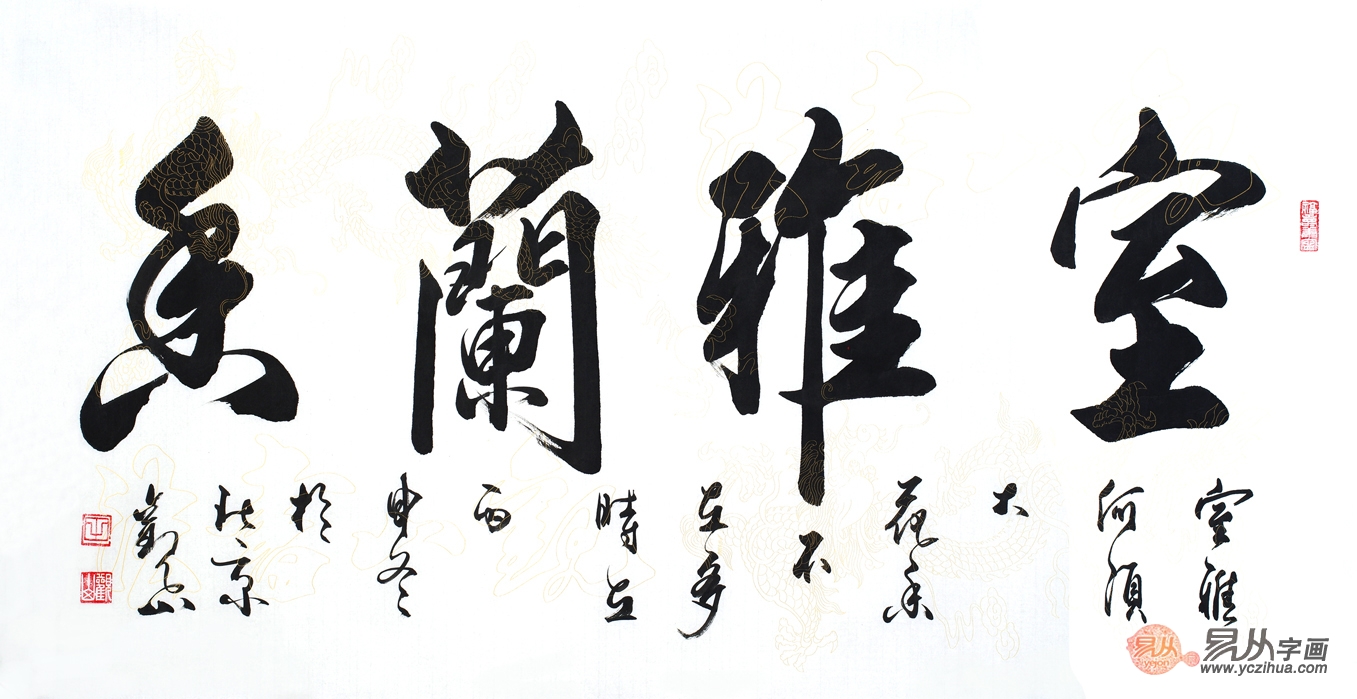 室雅蘭香
室雅
何須
大
花香
不
在多
時在
丙
申冬
於
北京
易从
易从字画
www.yczihua.com